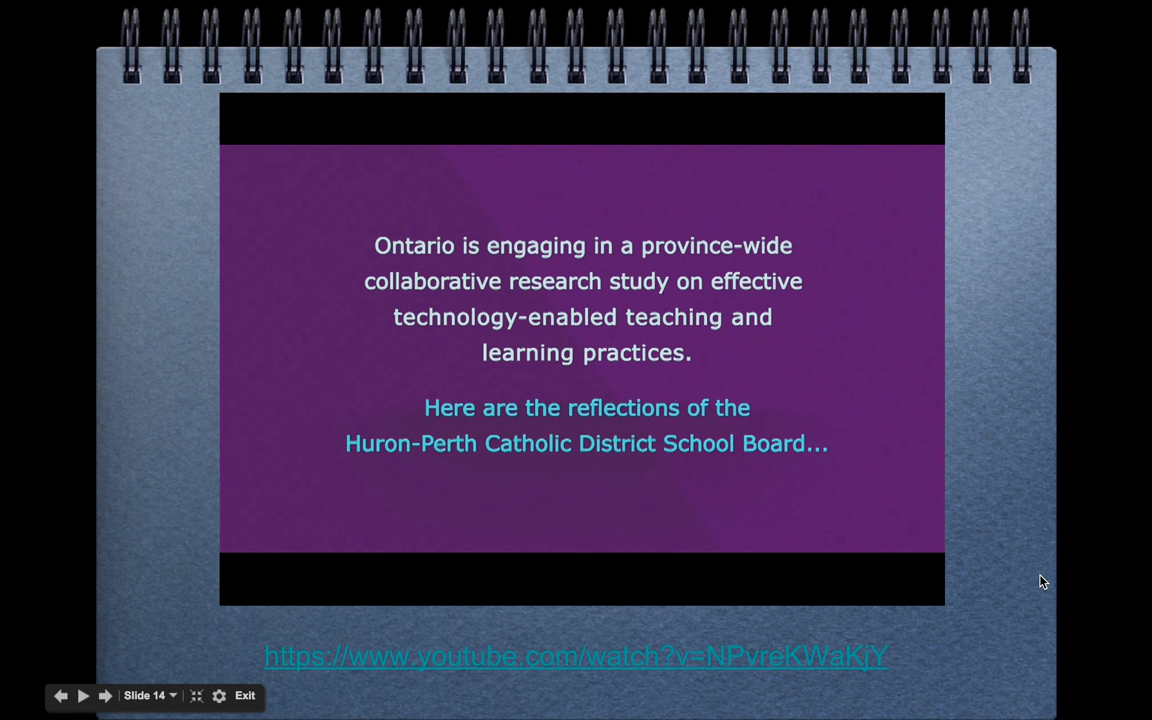 Ontario is engaging in a province-wide
collaborative research study on effective
technology-enabled teaching and
learning practices.
Here are the reflections of the
Huron-Perth Catholic District School Board...
https://www.youtube.com/watch?v=NPvreKWaKjY
Slide 14
Exit